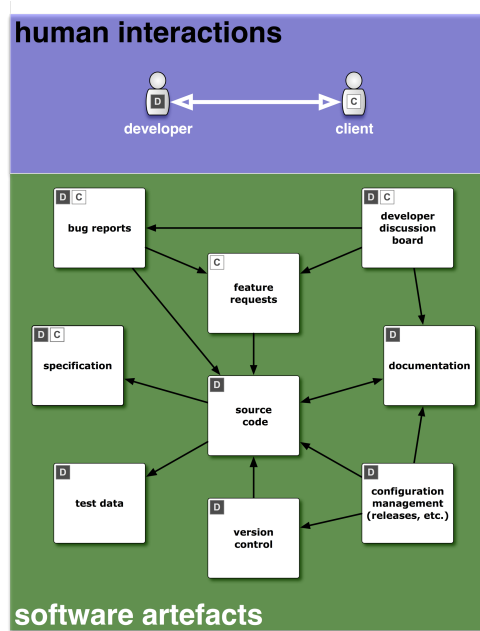 human interactions
D
C
developer
client
D C
bug reports
D C
developer
discussion
board
C
feature
requests
D C
specification
D
documentation
D
source
code
D
test data
D
configuration
management
(releases, etc.)
D
version
control
software artefacts